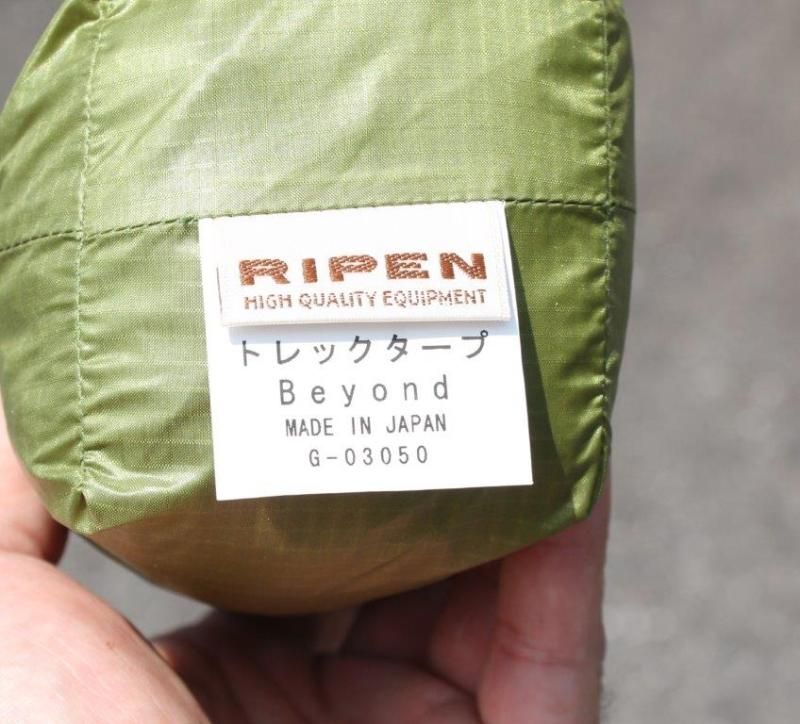 RIPEN
HIGH QUALITY EQUIPMENT
トレックタープ
Beyond
MADE IN JAPAN
G-03050